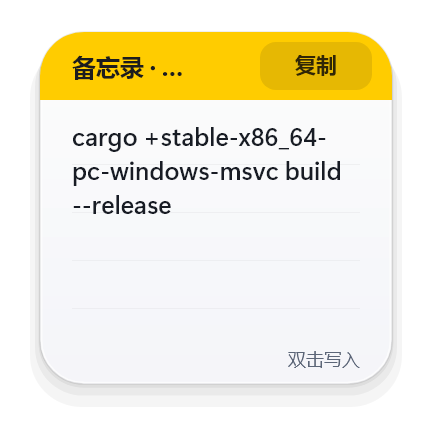 备忘录 · ...
复制
cargo +stable-x86_64-
pc-windows-msvc build
--release
双击写入